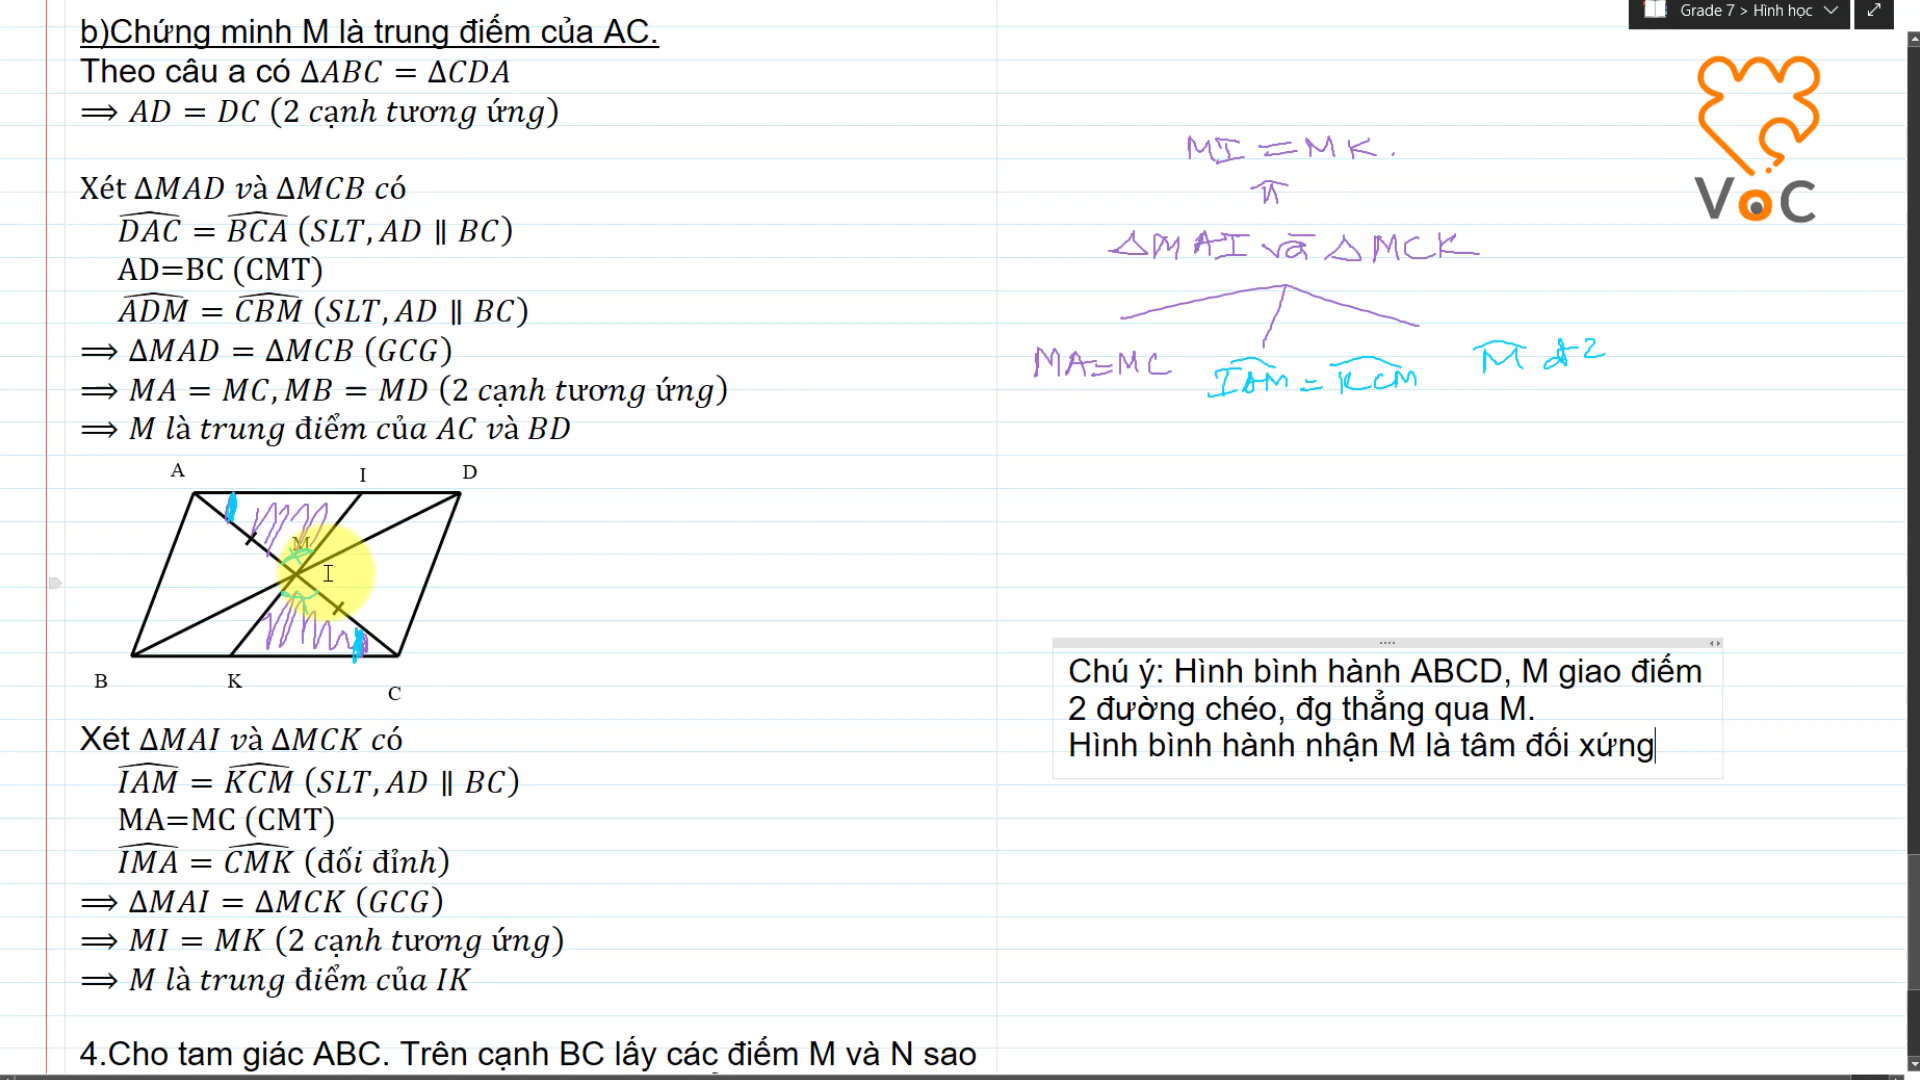 b)Chứng minh M là trung điểm của AC.
Theo câu a có ΔABC = ΔCDA
⟹ AD = DC (2 cạnh tương ứng)
Xét ΔMAD và ΔMCB có
DAC = BCA (SLT, AD ∥ BC)
AD=BC (CMT)
ADM = CBM (SLT, AD ∥ BC)
⟹ ΔMAD = ΔMCB (GCG)
⟹ MA = MC, MB = MD (2 cạnh tương ứng)
⟹ M là trung điểm của AC và BD
A I D
M
B K C
Xét ΔMAI và ΔMCK có
IAM = KCM (SLT, AD ∥ BC)
MA=MC (CMT)
IMA = CMK (đối đỉnh)
⟹ ΔMAI = ΔMCK (GCG)
⟹ MI = MK (2 cạnh tương ứng)
⟹ M là trung điểm của IK
4.Cho tam giác ABC. Trên cạnh BC lấy các điểm M và N sao
Grade 7 > Hình học
VOC
MI = MK.
ΔMAI và ΔMCK
MA=MC IAM = KCM M đ²
Chú ý: Hình bình hành ABCD, M giao điểm
2 đường chéo, đg thẳng qua M.
Hình bình hành nhận M là tâm đối xứng